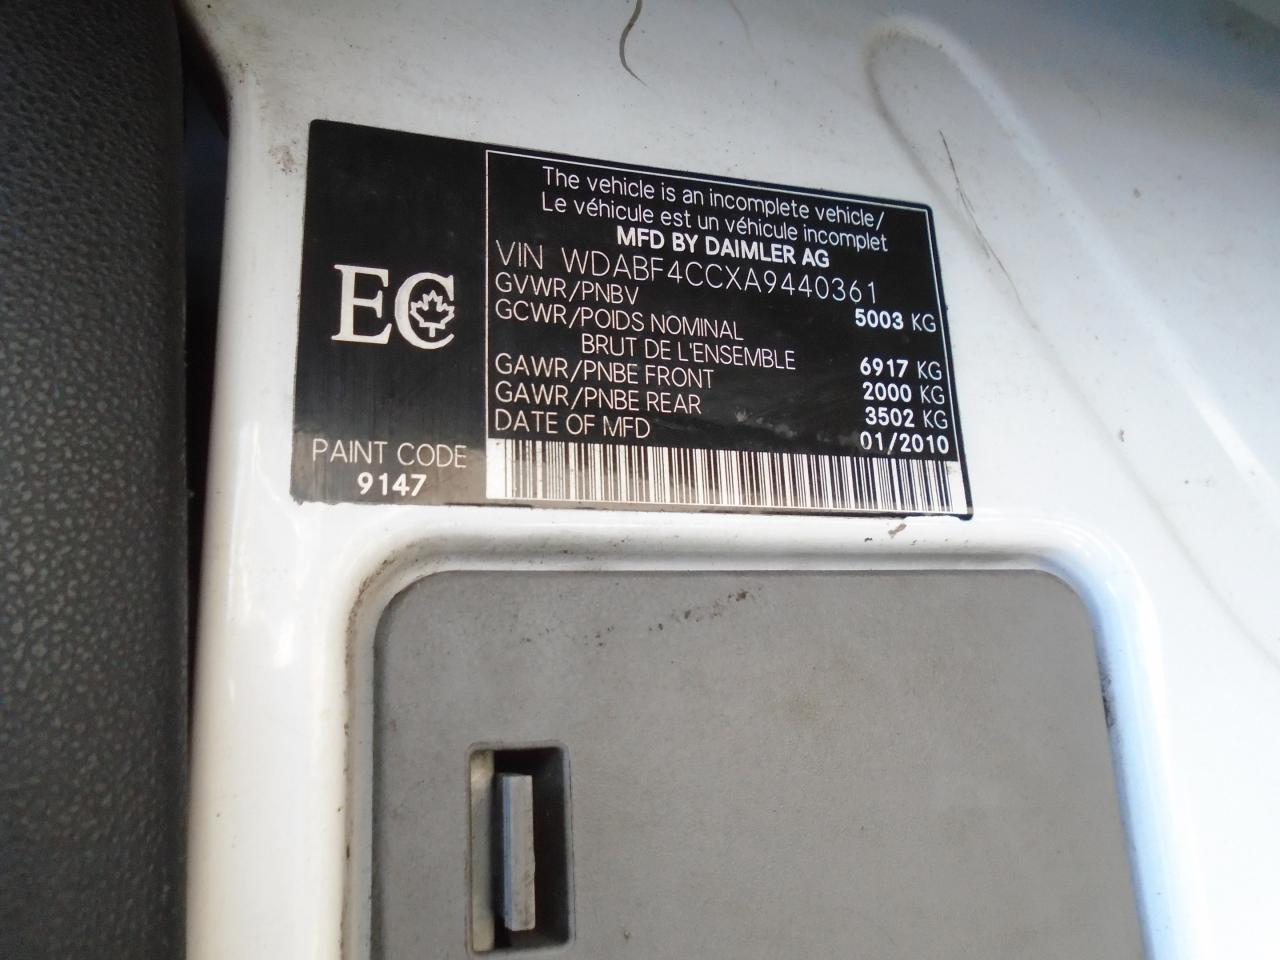 The vehicle is an incomplete vehicle/
Le véhicule est un véhicule incomplet
MFD BY DAIMLER AG
VIN WDABF4CCXA9440361
GVWR/PNBV 5003 KG
GCWR/POIDS NOMINAL
BRUT DE L'ENSEMBLE 6917 KG
GAWR/PNBE FRONT 2000 KG
GAWR/PNBE REAR 3502 KG
DATE OF MFD 01/2010
EC
PAINT CODE
9147